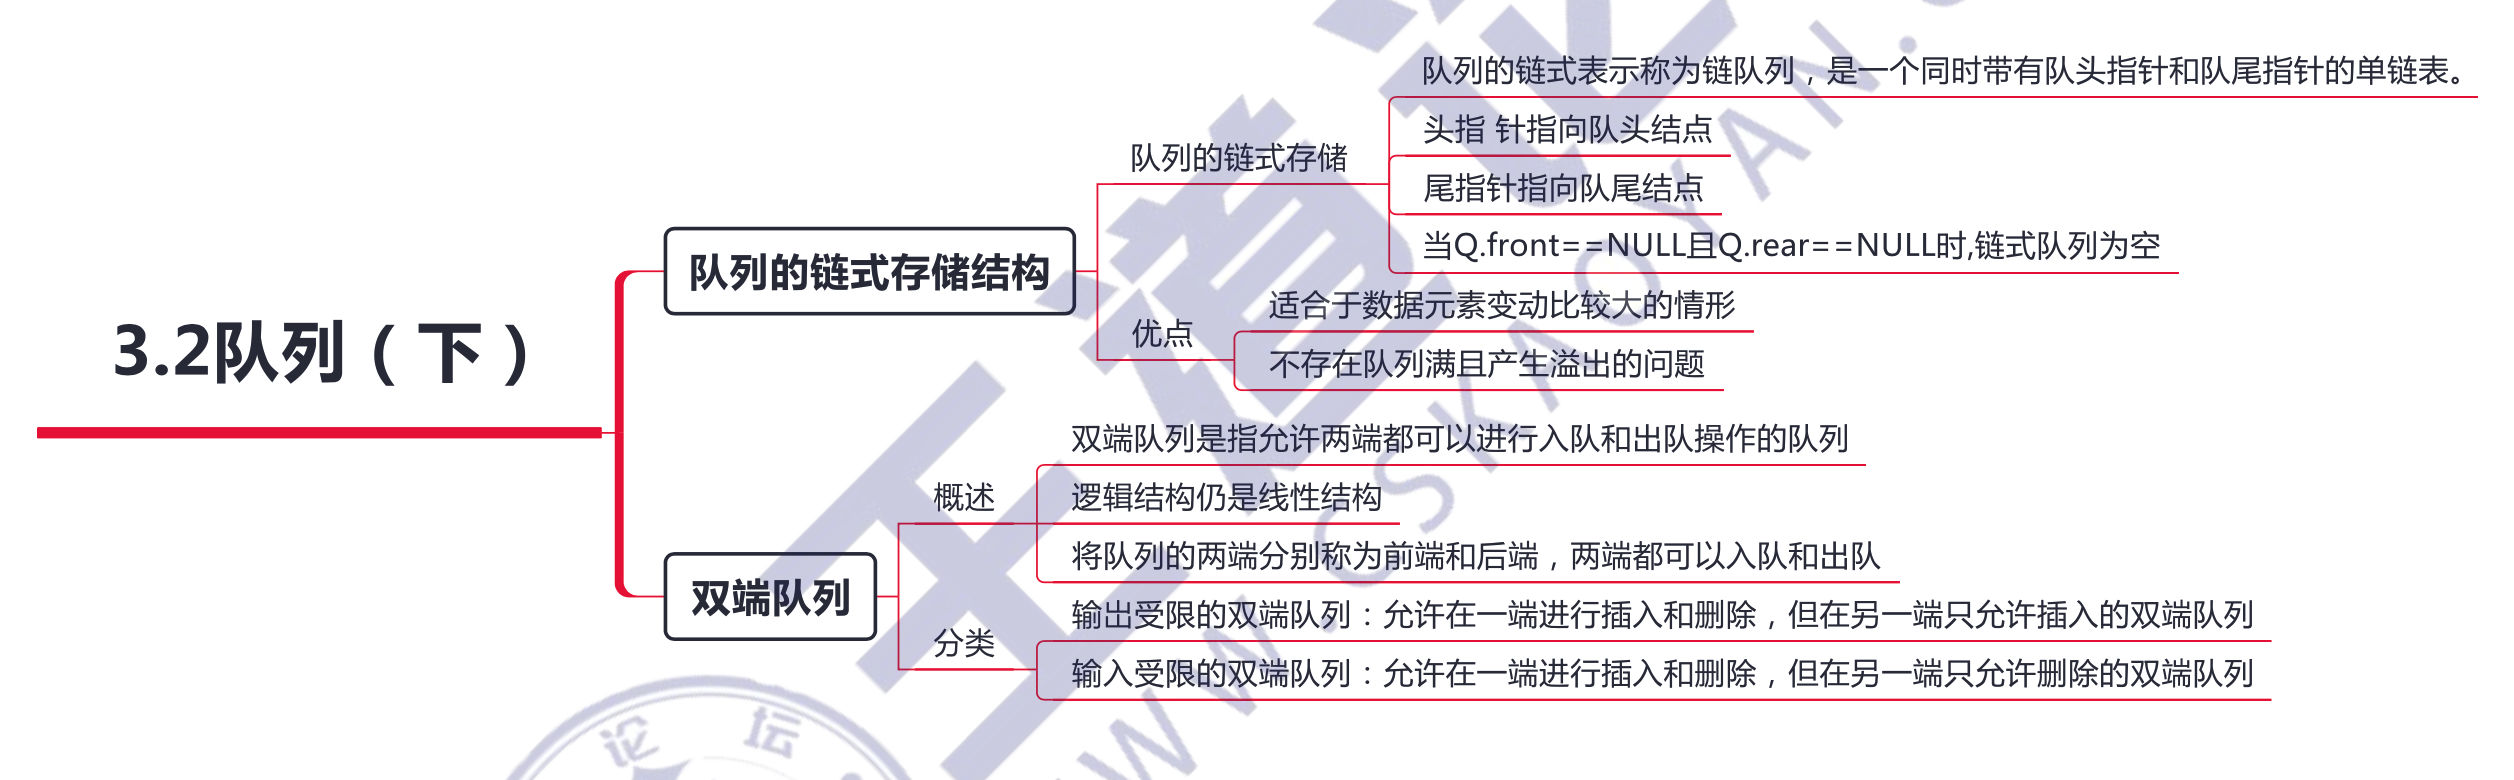 3.2队列（下）
队列的链式存储结构
队列的链式存储
队列的链式表示称为链队列，是一个同时带有队头指针和队尾指针的单链表。
头指针指向队头结点
尾指针指向队尾结点
当Q.front==NULL且Q.rear==NULL时,链式队列为空
优点
适合于数据元素变动比较大的情形
不存在队列满且产生溢出的问题
双端队列
概述
双端队列是指允许两端都可以进行入队和出队操作的队列
逻辑结构仍是线性结构
将队列的两端分别称为前端和后端，两端都可以入队和出队
分类
输出受限的双端队列：允许在一端进行插入和删除，但在另一端只允许插入的双端队列
输入受限的双端队列：允许在一端进行插入和删除，但在另一端只允许删除的双端队列
王道论坛
WWW.CSKAOYAN.C
论坛